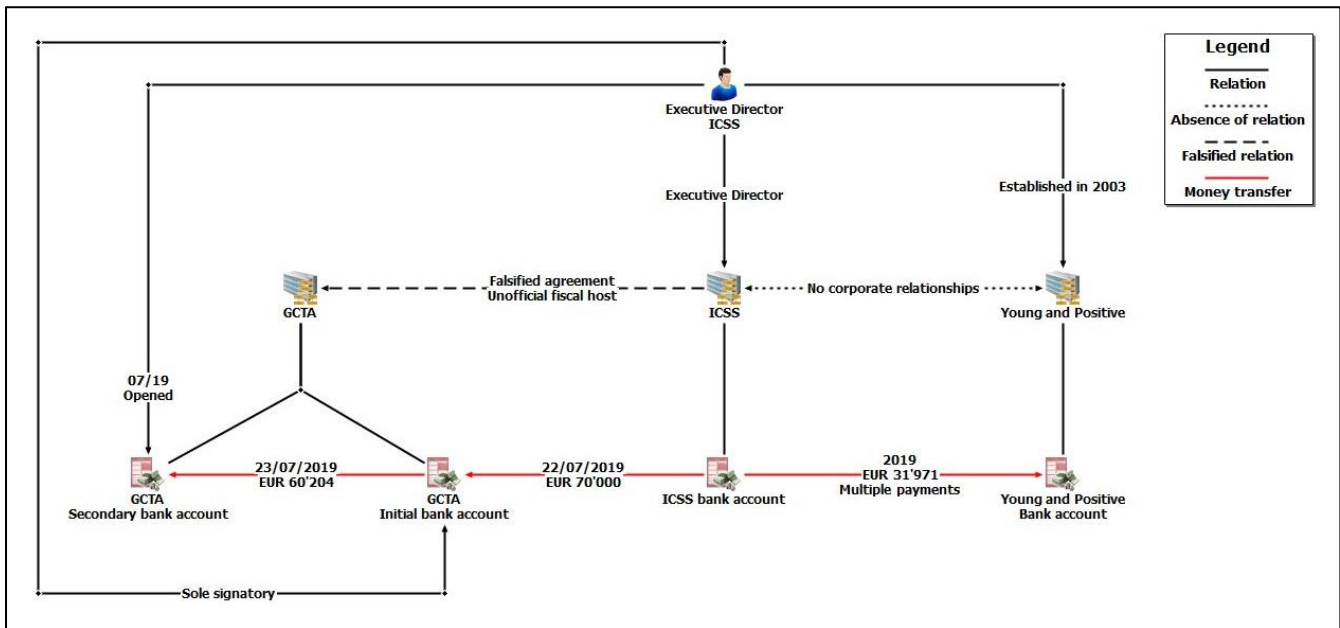 Legend
Relation
Absence of relation
Falsified relation
Money transfer
Executive Director
ICSS
Executive Director
Established in 2003
Falsified agreement
Unofficial fiscal host
No corporate relationships
GCTA
ICSS
Young and Positive
07/19
Opened
23/07/2019
EUR 60'204
22/07/2019
EUR 70'000
2019
EUR 31'971
Multiple payments
GCTA
Secondary bank account
GCTA
Initial bank account
ICSS bank account
Young and Positive
Bank account
Sole signatory